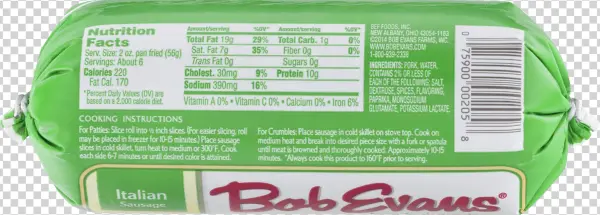 Nutrition
Facts
Serv. Size: 2 oz. pan fried (56g)
Servings: About 6
Calories 220
Fat Cal. 170
*Percent Daily Values (DV) are
based on a 2,000 calorie diet.
Amount/serving %DV*
Total Fat 19g 29%
Sat. Fat 7g 35%
Trans Fat 0g
Cholest. 30mg 9%
Sodium 390mg 16%
Amount/serving %DV*
Total Carb. 1g 0%
Fiber 0g 0%
Sugars 0g
Protein 10g
Vitamin A 0% • Vitamin C 0% • Calcium 0% • Iron 6%
BEF FOODS, INC.
NEW ALBANY, OHIO 43054-1183
©2014 BOB EVANS FARMS, INC.
WWW.BOBEVANS.COM
1-800-939-2338
INGREDIENTS: PORK, WATER,
CONTAINS 2% OR LESS OF
EACH OF THE FOLLOWING: SALT,
DEXTROSE, SPICES, FLAVORING,
PAPRIKA, MONOSODIUM
GLUTAMATE, POTASSIUM LACTATE.
0 75900 00205 8
COOKING INSTRUCTIONS
For Patties: Slice roll into ½ inch slices. (For easier slicing, roll
may be placed in freezer for 10-15 minutes.) Place sausage
slices in cold skillet, turn heat to medium or 300°F. Cook
each side 6-7 minutes or until desired color is attained.
For Crumbles: Place sausage in cold skillet on stove top. Cook on
medium heat and break into desired piece size with a fork or spatula
until meat is browned and thoroughly cooked. Approximately 10-15
minutes. *Always cook this product to 160°F prior to serving.
Italian
Sausage
Bob Evans®